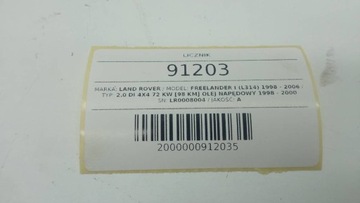 LICZNIK
91203
MARKA: LAND ROVER / MODEL: FREELANDER I (L314) 1998 - 2006
TYP: 2.0 DI 4X4 72 KW [98 KM] OLEJ NAPĘDOWY 1998 - 2000
SN: LR0008004 / JAKOŚĆ: A
2000000912035